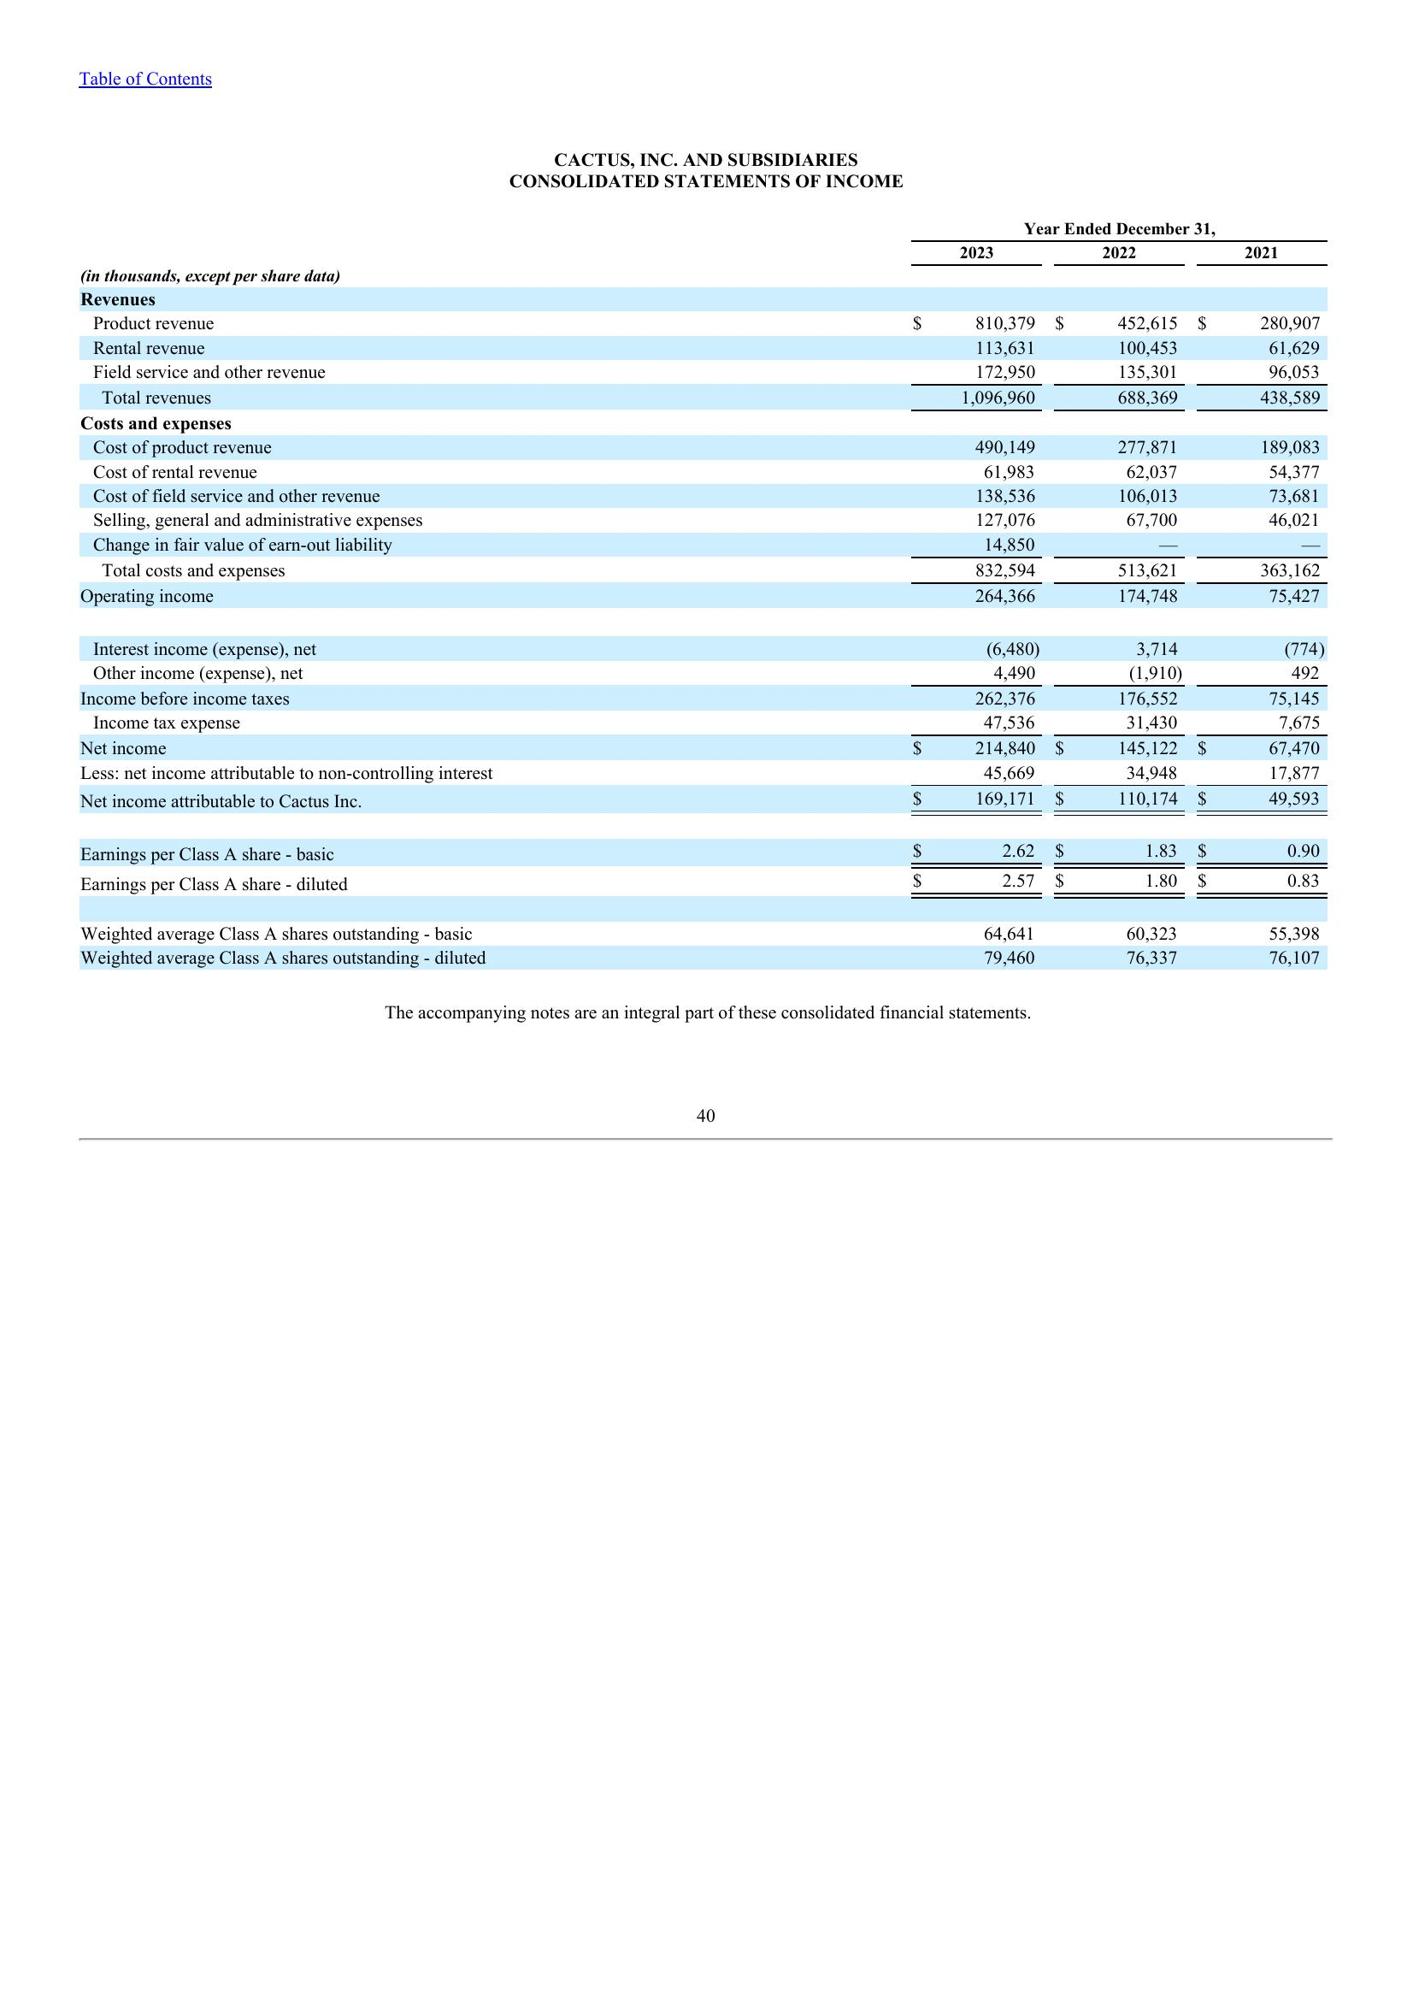 Table of Contents
CACTUS, INC. AND SUBSIDIARIES
CONSOLIDATED STATEMENTS OF INCOME
Year Ended December 31,
2023 2022 2021
(in thousands, except per share data)
Revenues
Product revenue $ 810,379 $ 452,615 $ 280,907
Rental revenue 113,631 100,453 61,629
Field service and other revenue 172,950 135,301 96,053
Total revenues 1,096,960 688,369 438,589
Costs and expenses
Cost of product revenue 490,149 277,871 189,083
Cost of rental revenue 61,983 62,037 54,377
Cost of field service and other revenue 138,536 106,013 73,681
Selling, general and administrative expenses 127,076 67,700 46,021
Change in fair value of earn-out liability 14,850 — —
Total costs and expenses 832,594 513,621 363,162
Operating income 264,366 174,748 75,427
Interest income (expense), net (6,480) 3,714 (774)
Other income (expense), net 4,490 (1,910) 492
Income before income taxes 262,376 176,552 75,145
Income tax expense 47,536 31,430 7,675
Net income $ 214,840 $ 145,122 $ 67,470
Less: net income attributable to non-controlling interest 45,669 34,948 17,877
Net income attributable to Cactus Inc. $ 169,171 $ 110,174 $ 49,593
Earnings per Class A share - basic $ 2.62 $ 1.83 $ 0.90
Earnings per Class A share - diluted $ 2.57 $ 1.80 $ 0.83
Weighted average Class A shares outstanding - basic 64,641 60,323 55,398
Weighted average Class A shares outstanding - diluted 79,460 76,337 76,107
The accompanying notes are an integral part of these consolidated financial statements.
40